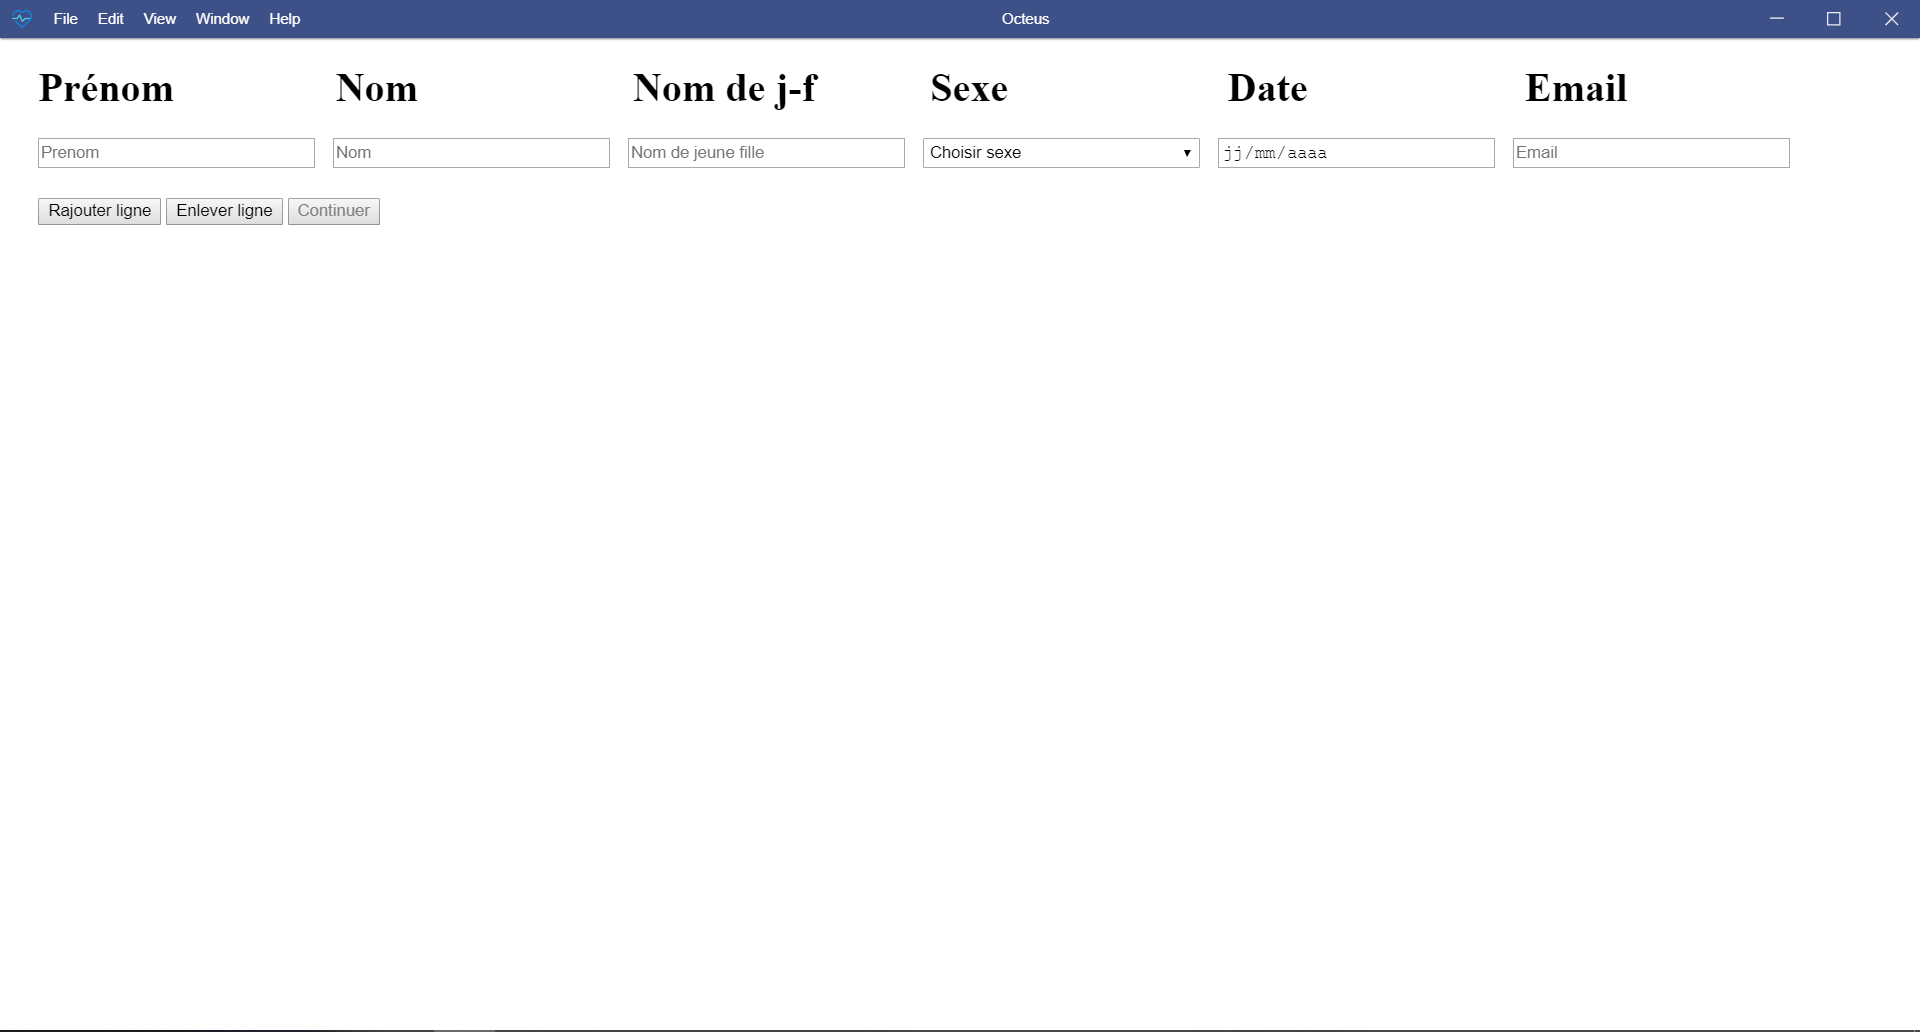 File Edit View Window Help Octeus
Prénom Nom Nom de j-f Sexe Date Email
Prenom Nom Nom de jeune fille Choisir sexe jj/mm/aaaa Email
Rajouter ligne Enlever ligne Continuer